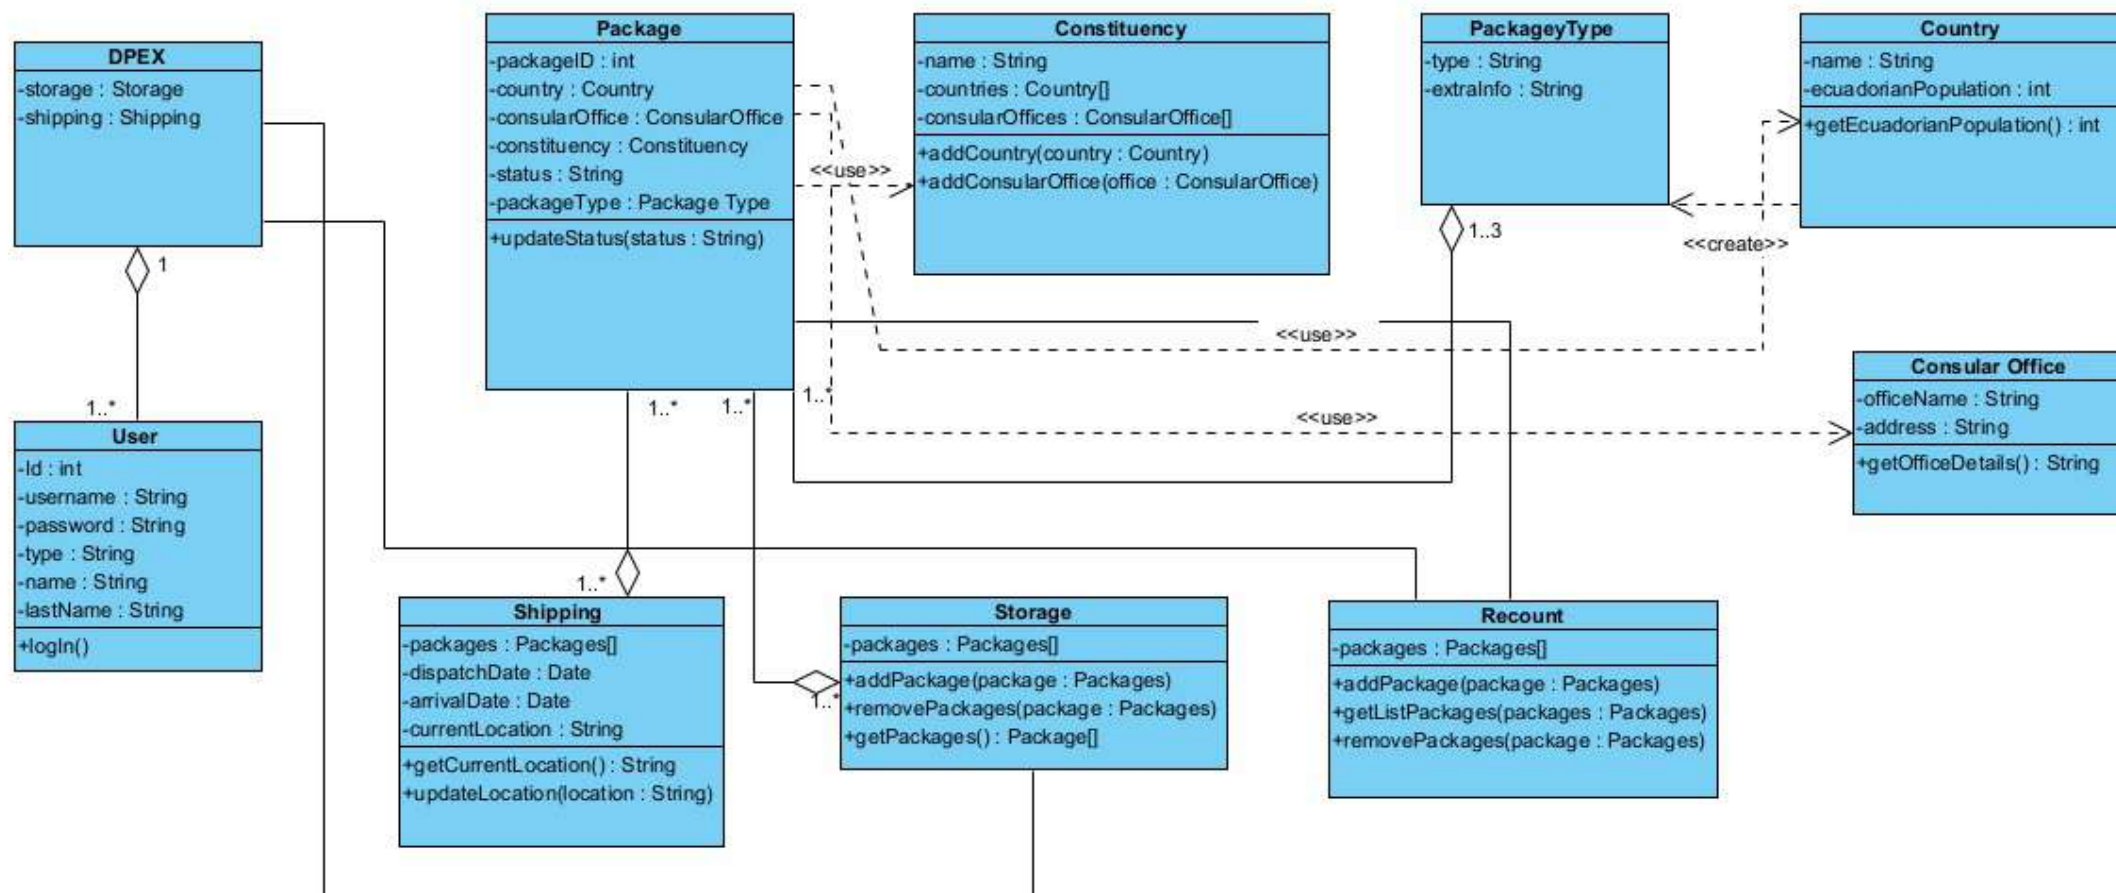 DPEX
-storage : Storage
-shipping : Shipping
1
1..*
User
-Id : int
-username : String
-password : String
-type : String
-name : String
-lastName : String
+logIn()
Package
-packageID : int
-country : Country
-consularOffice : ConsularOffice
-constituency : Constituency
-status : String
-packageType : Package Type
+updateStatus(status : String)
1..*
1..*
1..*
<<use>>
Constituency
-name : String
-countries : Country[]
-consularOffices : ConsularOffice[]
+addCountry(country : Country)
+addConsularOffice(office : ConsularOffice)
PackageyType
-type : String
-extraInfo : String
1..3
<<create>>
Country
-name : String
-ecuadorianPopulation : int
+getEcuadorianPopulation() : int
<<use>>
<<use>>
Consular Office
-officeName : String
-address : String
+getOfficeDetails() : String
1..*
Shipping
-packages : Packages[]
-dispatchDate : Date
-arrivalDate : Date
-currentLocation : String
+getCurrentLocation() : String
+updateLocation(location : String)
1..*
Storage
-packages : Packages[]
+addPackage(package : Packages)
+removePackages(package : Packages)
+getPackages() : Package[]
Recount
-packages : Packages[]
+addPackage(package : Packages)
+getListPackages(packages : Packages)
+removePackages(package : Packages)